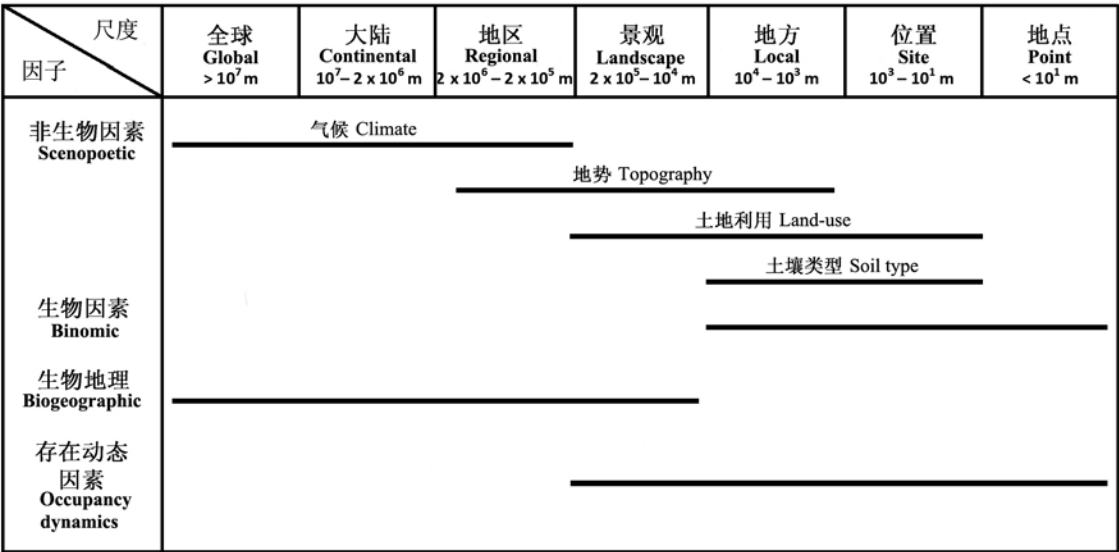 尺度
因子
全球
Global
> 10⁷ m
大陆
Continental
10⁷– 2 x 10⁶ m
地区
Regional
2 x 10⁶ – 2 x 10⁵ m
景观
Landscape
2 x 10⁵– 10⁴ m
地方
Local
10⁴ – 10³ m
位置
Site
10³ – 10¹ m
地点
Point
< 10¹ m
非生物因素
Scenopoetic
气候 Climate
地势 Topography
土地利用 Land-use
土壤类型 Soil type
生物因素
Binomic
生物地理
Biogeographic
存在动态
因素
Occupancy
dynamics